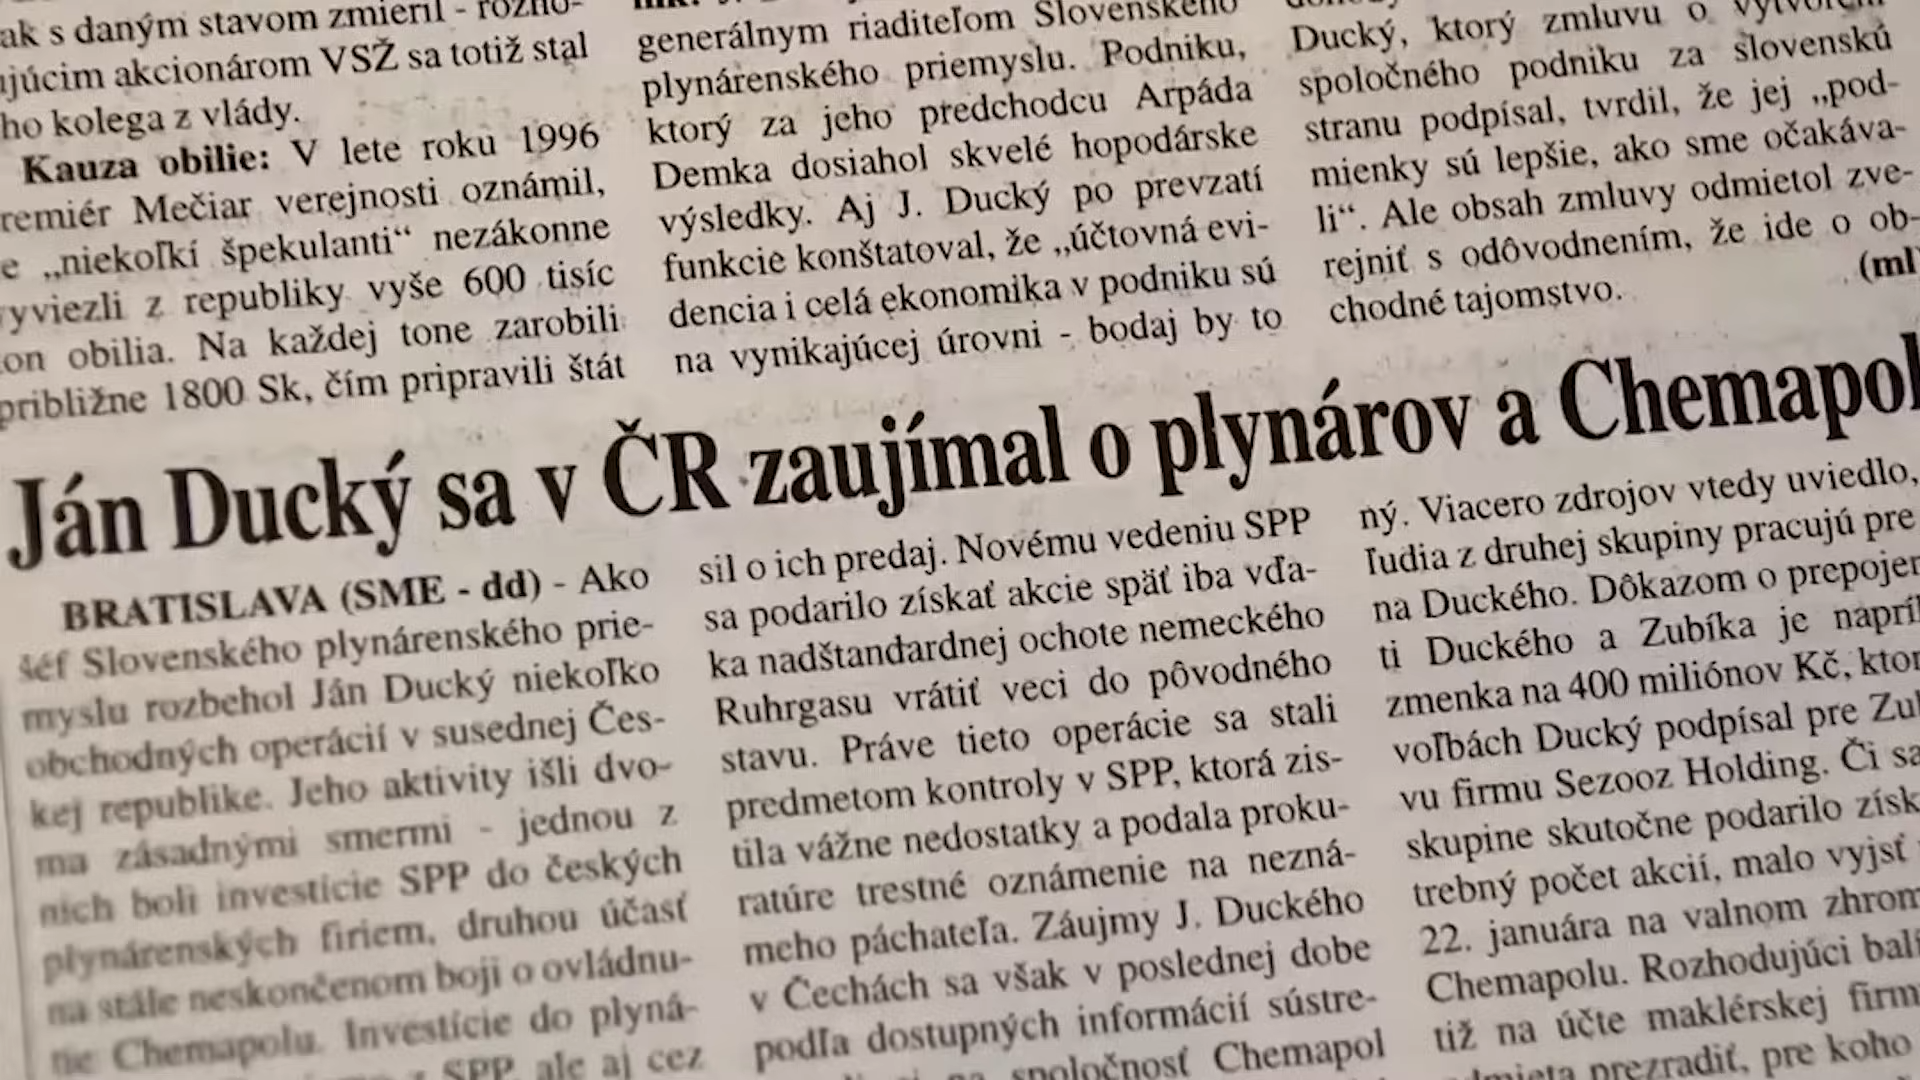 ak s daným stavom zmieril - rozho-
ujúcim akcionárom VSŽ sa totiž stal
ho kolega z vlády.
Kauza obilie: V lete roku 1996
remiér Mečiar verejnosti oznámil,
e „niekoľkí špekulanti“ nezákonne
yviezli z republiky vyše 600 tisíc
on obilia. Na každej tone zarobili
približne 1800 Sk, čím pripravili štát
generálnym riaditeľom Slovenského
plynárenského priemyslu. Podniku,
ktorý za jeho predchodcu Arpáda
Demka dosiahol skvelé hopodárske
výsledky. Aj J. Ducký po prevzatí
funkcie konštatoval, že „účtovná evi-
dencia i celá ekonomika v podniku sú
na vynikajúcej úrovni - bodaj by to
Ducký, ktorý zmluvu o vytvorení
spoločného podniku za slovenskú
stranu podpísal, tvrdil, že jej „pod-
mienky sú lepšie, ako sme očakáva-
li“. Ale obsah zmluvy odmietol zve-
rejniť s odôvodnením, že ide o ob-
chodné tajomstvo.
(ml)
Ján Ducký sa v ČR zaujímal o plynárov a Chemapol
BRATISLAVA (SME - dd) - Ako
šéf Slovenského plynárenského prie-
myslu rozbehol Ján Ducký niekoľko
obchodných operácií v susednej Čes-
kej republike. Jeho aktivity išli dvo-
ma zásadnými smermi - jednou z
nich boli investície SPP do českých
plynárenských firiem, druhou účasť
na stále neskončenom boji o ovládnu-
tie Chemapolu. Investície do plyná-
SPP, ale aj cez
sil o ich predaj. Novému vedeniu SPP
sa podarilo získať akcie späť iba vďa-
ka nadštandardnej ochote nemeckého
Ruhrgasu vrátiť veci do pôvodného
stavu. Práve tieto operácie sa stali
predmetom kontroly v SPP, ktorá zis-
tila vážne nedostatky a podala proku-
ratúre trestné oznámenie na nezná-
meho páchateľa. Záujmy J. Duckého
v Čechách sa však v poslednej dobe
podľa dostupných informácií sústre-
na spoločnosť Chemapol
ný. Viacero zdrojov vtedy uviedlo,
ľudia z druhej skupiny pracujú pre
na Duckého. Dôkazom o prepojen
ti Duckého a Zubíka je napríl
zmenka na 400 miliónov Kč, ktor
voľbách Ducký podpísal pre Zub
vu firmu Sezooz Holding. Či sa
skupine skutočne podarilo získ
trebný počet akcií, malo vyjsť
22. januára na valnom zhrom
Chemapolu. Rozhodujúci balí
tiž na účte maklérskej firm
prezradiť, pre koho